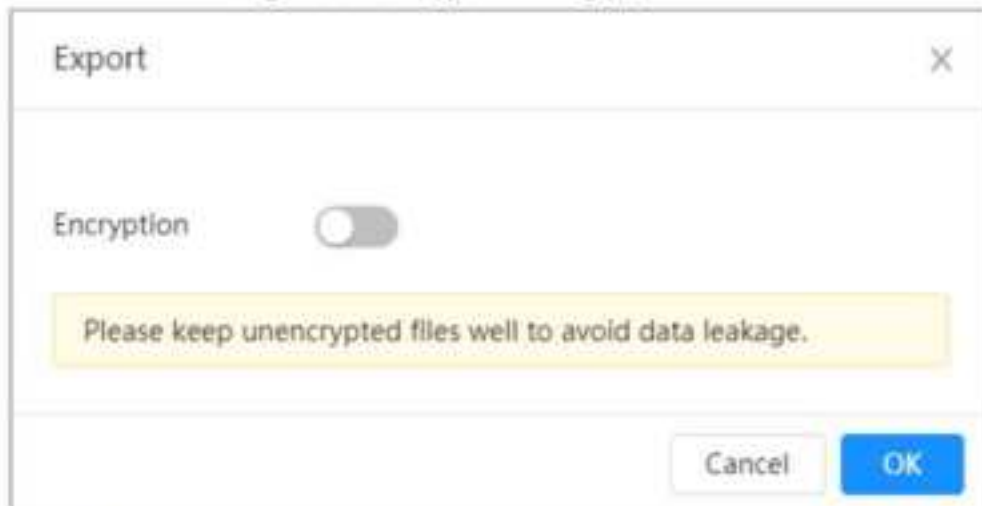 Export
Encryption
Please keep unencrypted files well to avoid data leakage.
Cancel
OK